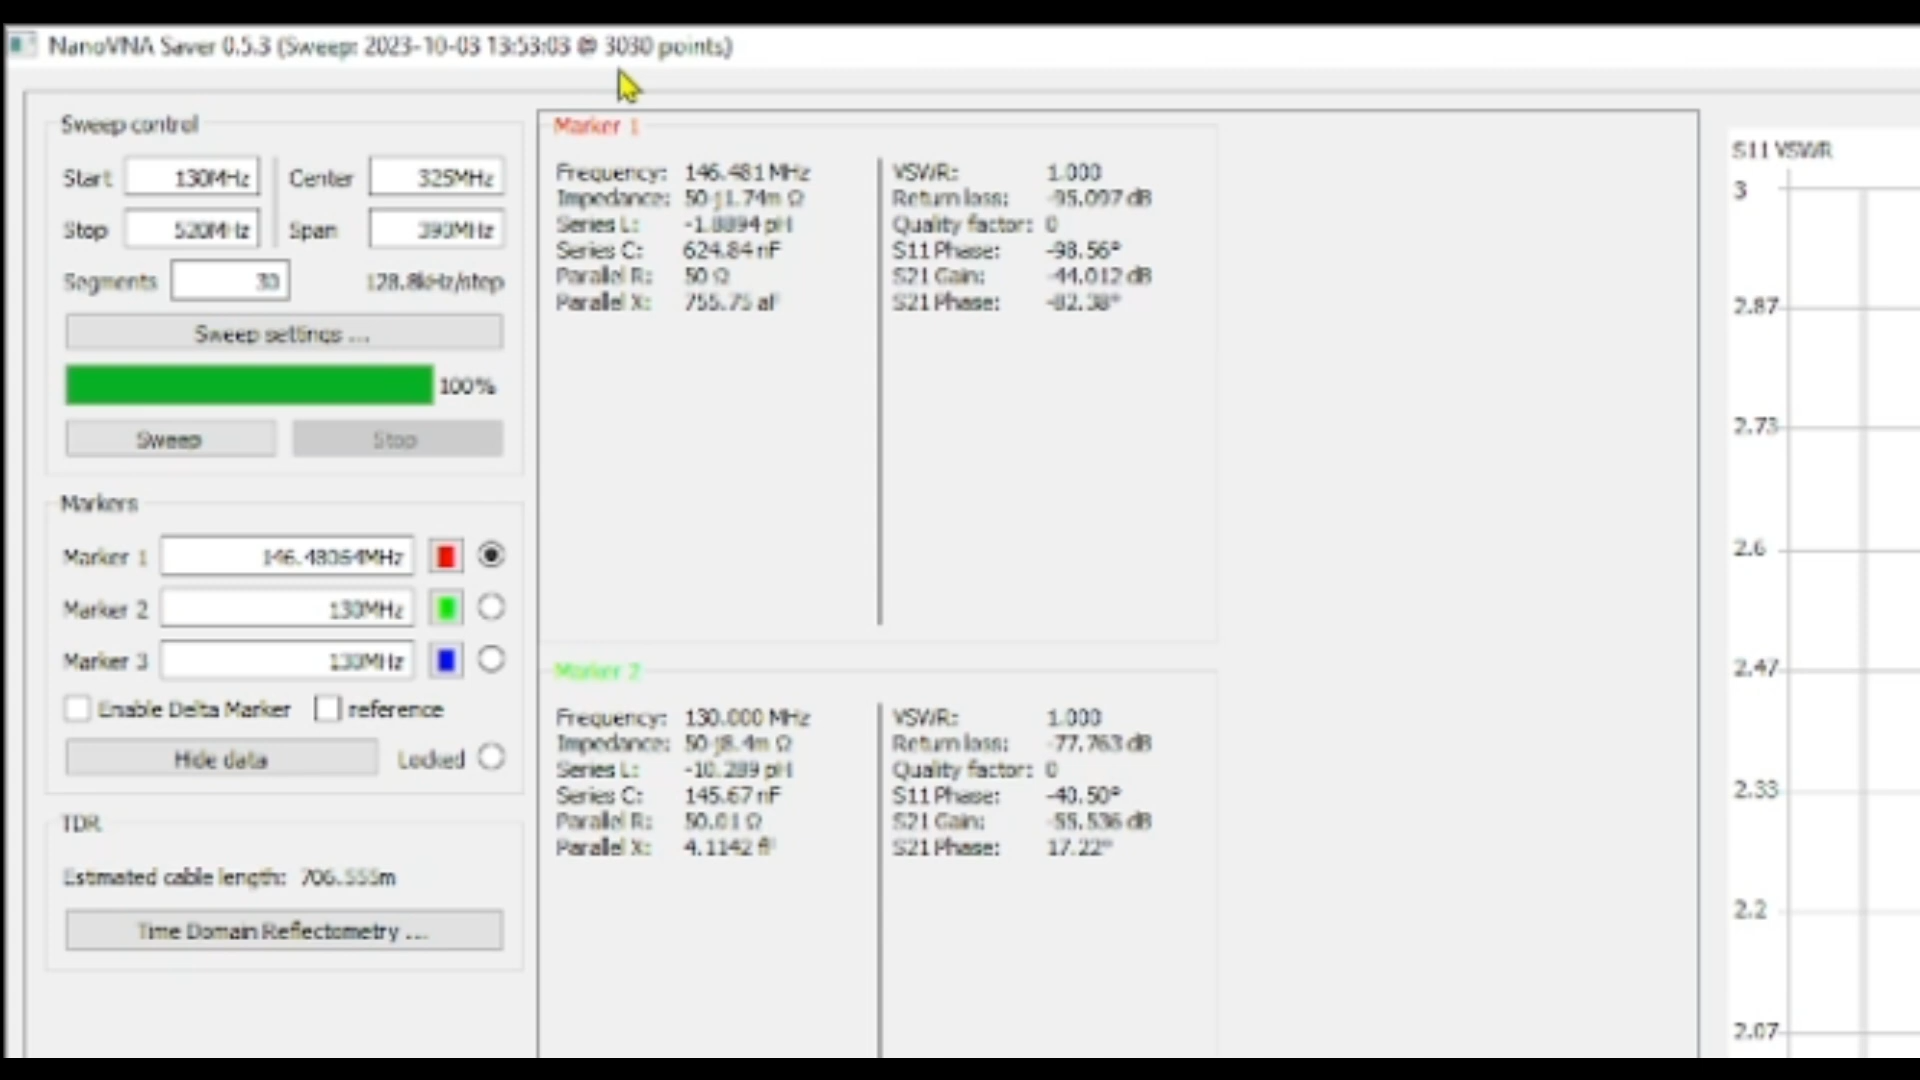 NanoVNA Saver 0.5.3 (Sweep: 2023-10-03 13:53:03 @ 3030 points)
Sweep control
Start 130MHz Center 325MHz
Stop 520MHz Span 390MHz
Segments 30 128.8kHz/step
Sweep settings ...
100%
Sweep Stop
Markers
Marker 1 146.48064MHz
Marker 2 130MHz
Marker 3 130MHz
Enable Delta Marker reference
Hide data Locked
TDR
Estimated cable length: 706.555m
Time Domain Reflectometry ...
Marker 1
Frequency: 146.481 MHz
Impedance: 50-j1.74m Ω
Series L: -1.8894 pH
Series C: 624.84 nF
Parallel R: 50 Ω
Parallel X: 755.75 aF
VSWR: 1.000
Return loss: -95.097 dB
Quality factor: 0
S11 Phase: -98.56°
S21 Gain: -44.012 dB
S21 Phase: -82.38°
Marker 2
Frequency: 130.000 MHz
Impedance: 50-j8.4m Ω
Series L: -10.289 pH
Series C: 145.67 nF
Parallel R: 50.01 Ω
Parallel X: 4.1142 fF
VSWR: 1.000
Return loss: -77.763 dB
Quality factor: 0
S11 Phase: -40.50°
S21 Gain: -55.536 dB
S21 Phase: 17.22°
S11 VSWR
3
2.87
2.73
2.6
2.47
2.33
2.2
2.07